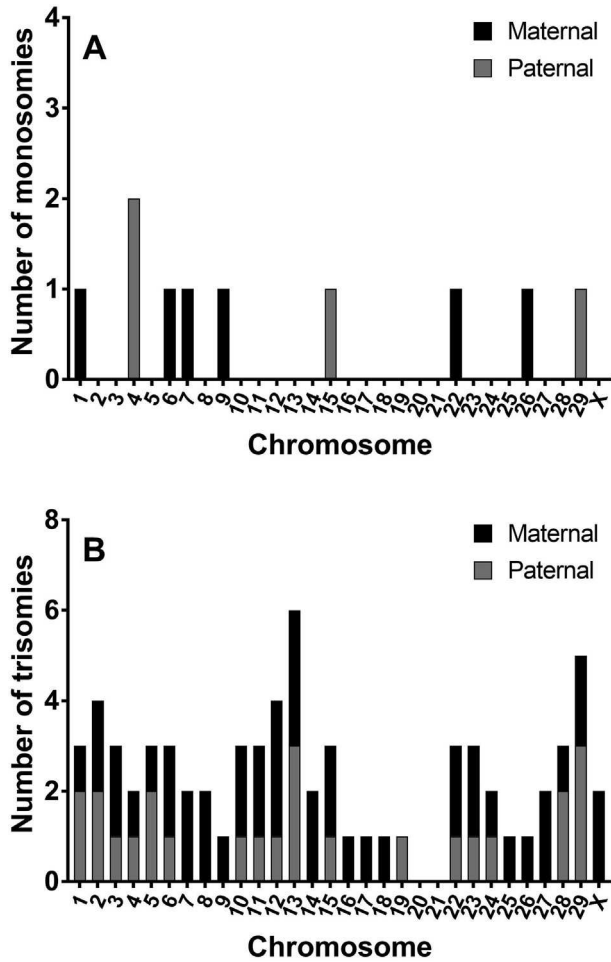 A
Maternal
Paternal
Number of monosomies
4
3
2
1
0
1 2 3 4 5 6 7 8 9 10 11 12 13 14 15 16 17 18 19 20 21 22 23 24 25 26 27 28 29 X
Chromosome
B
Maternal
Paternal
Number of trisomies
8
6
4
2
0
1 2 3 4 5 6 7 8 9 10 11 12 13 14 15 16 17 18 19 20 21 22 23 24 25 26 27 28 29 X
Chromosome